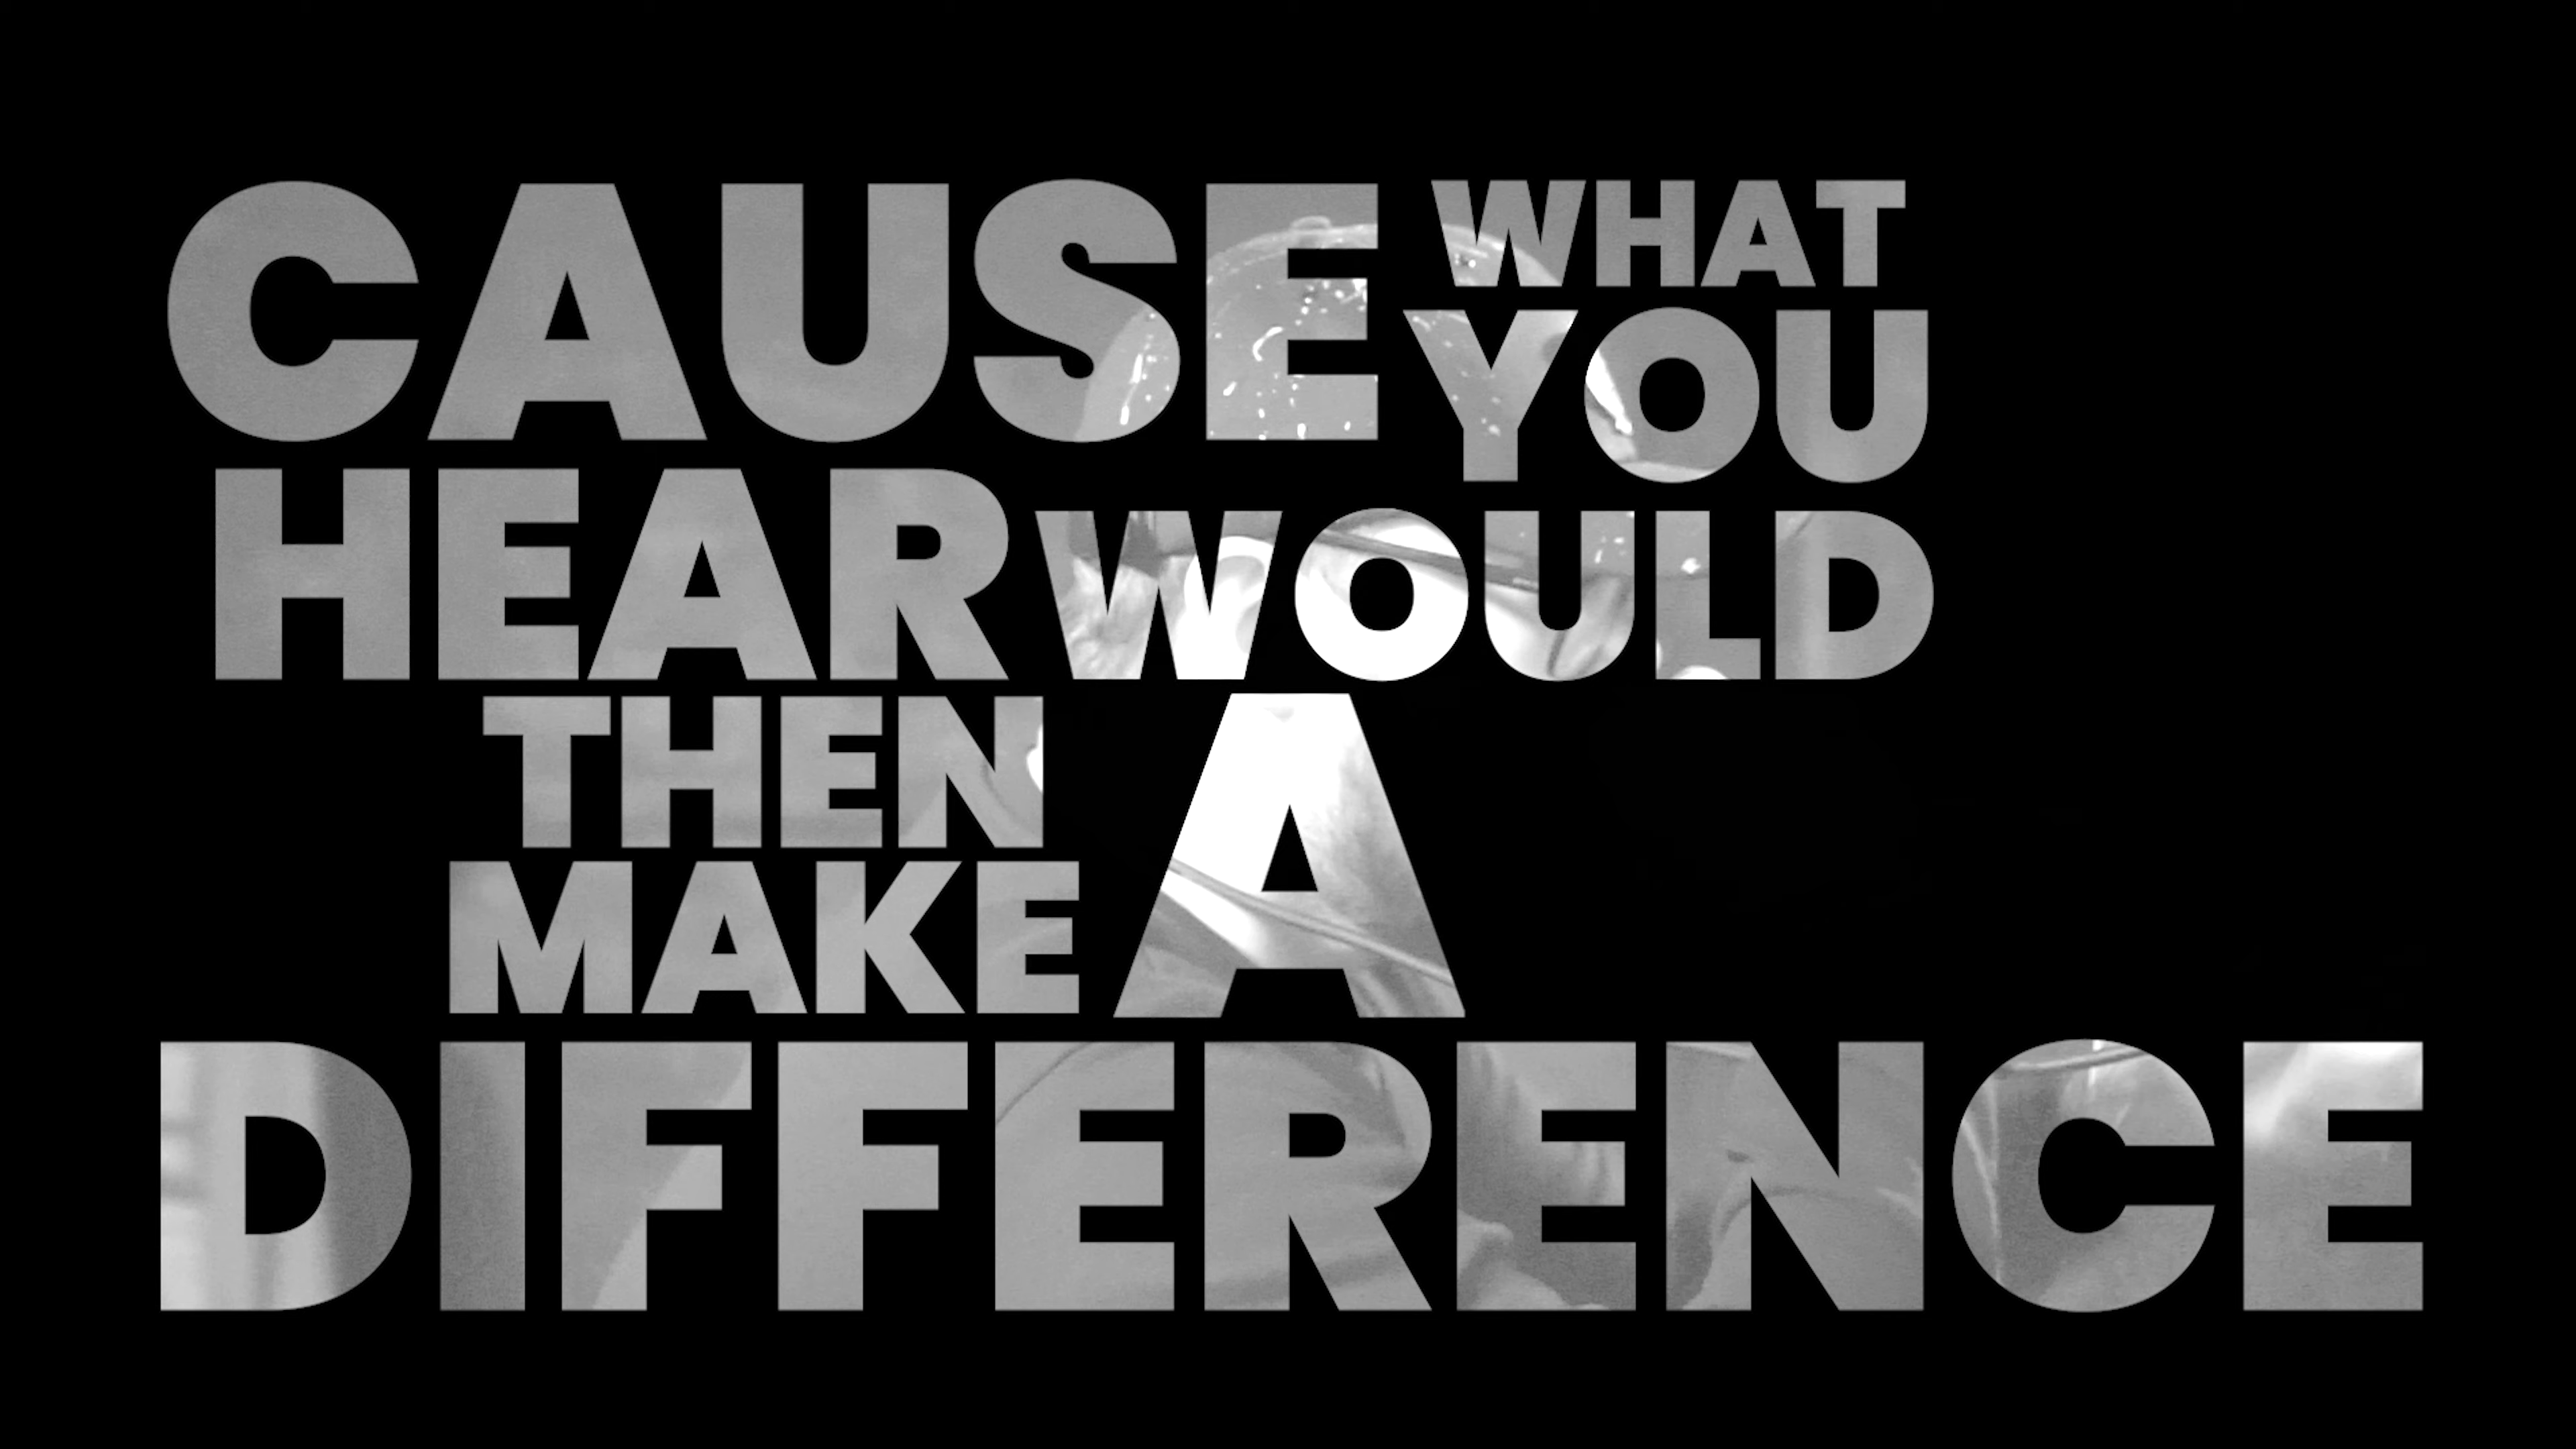 CAUSE WHAT
YOU
HEAR WOULD
THEN
MAKE A
DIFFERENCE